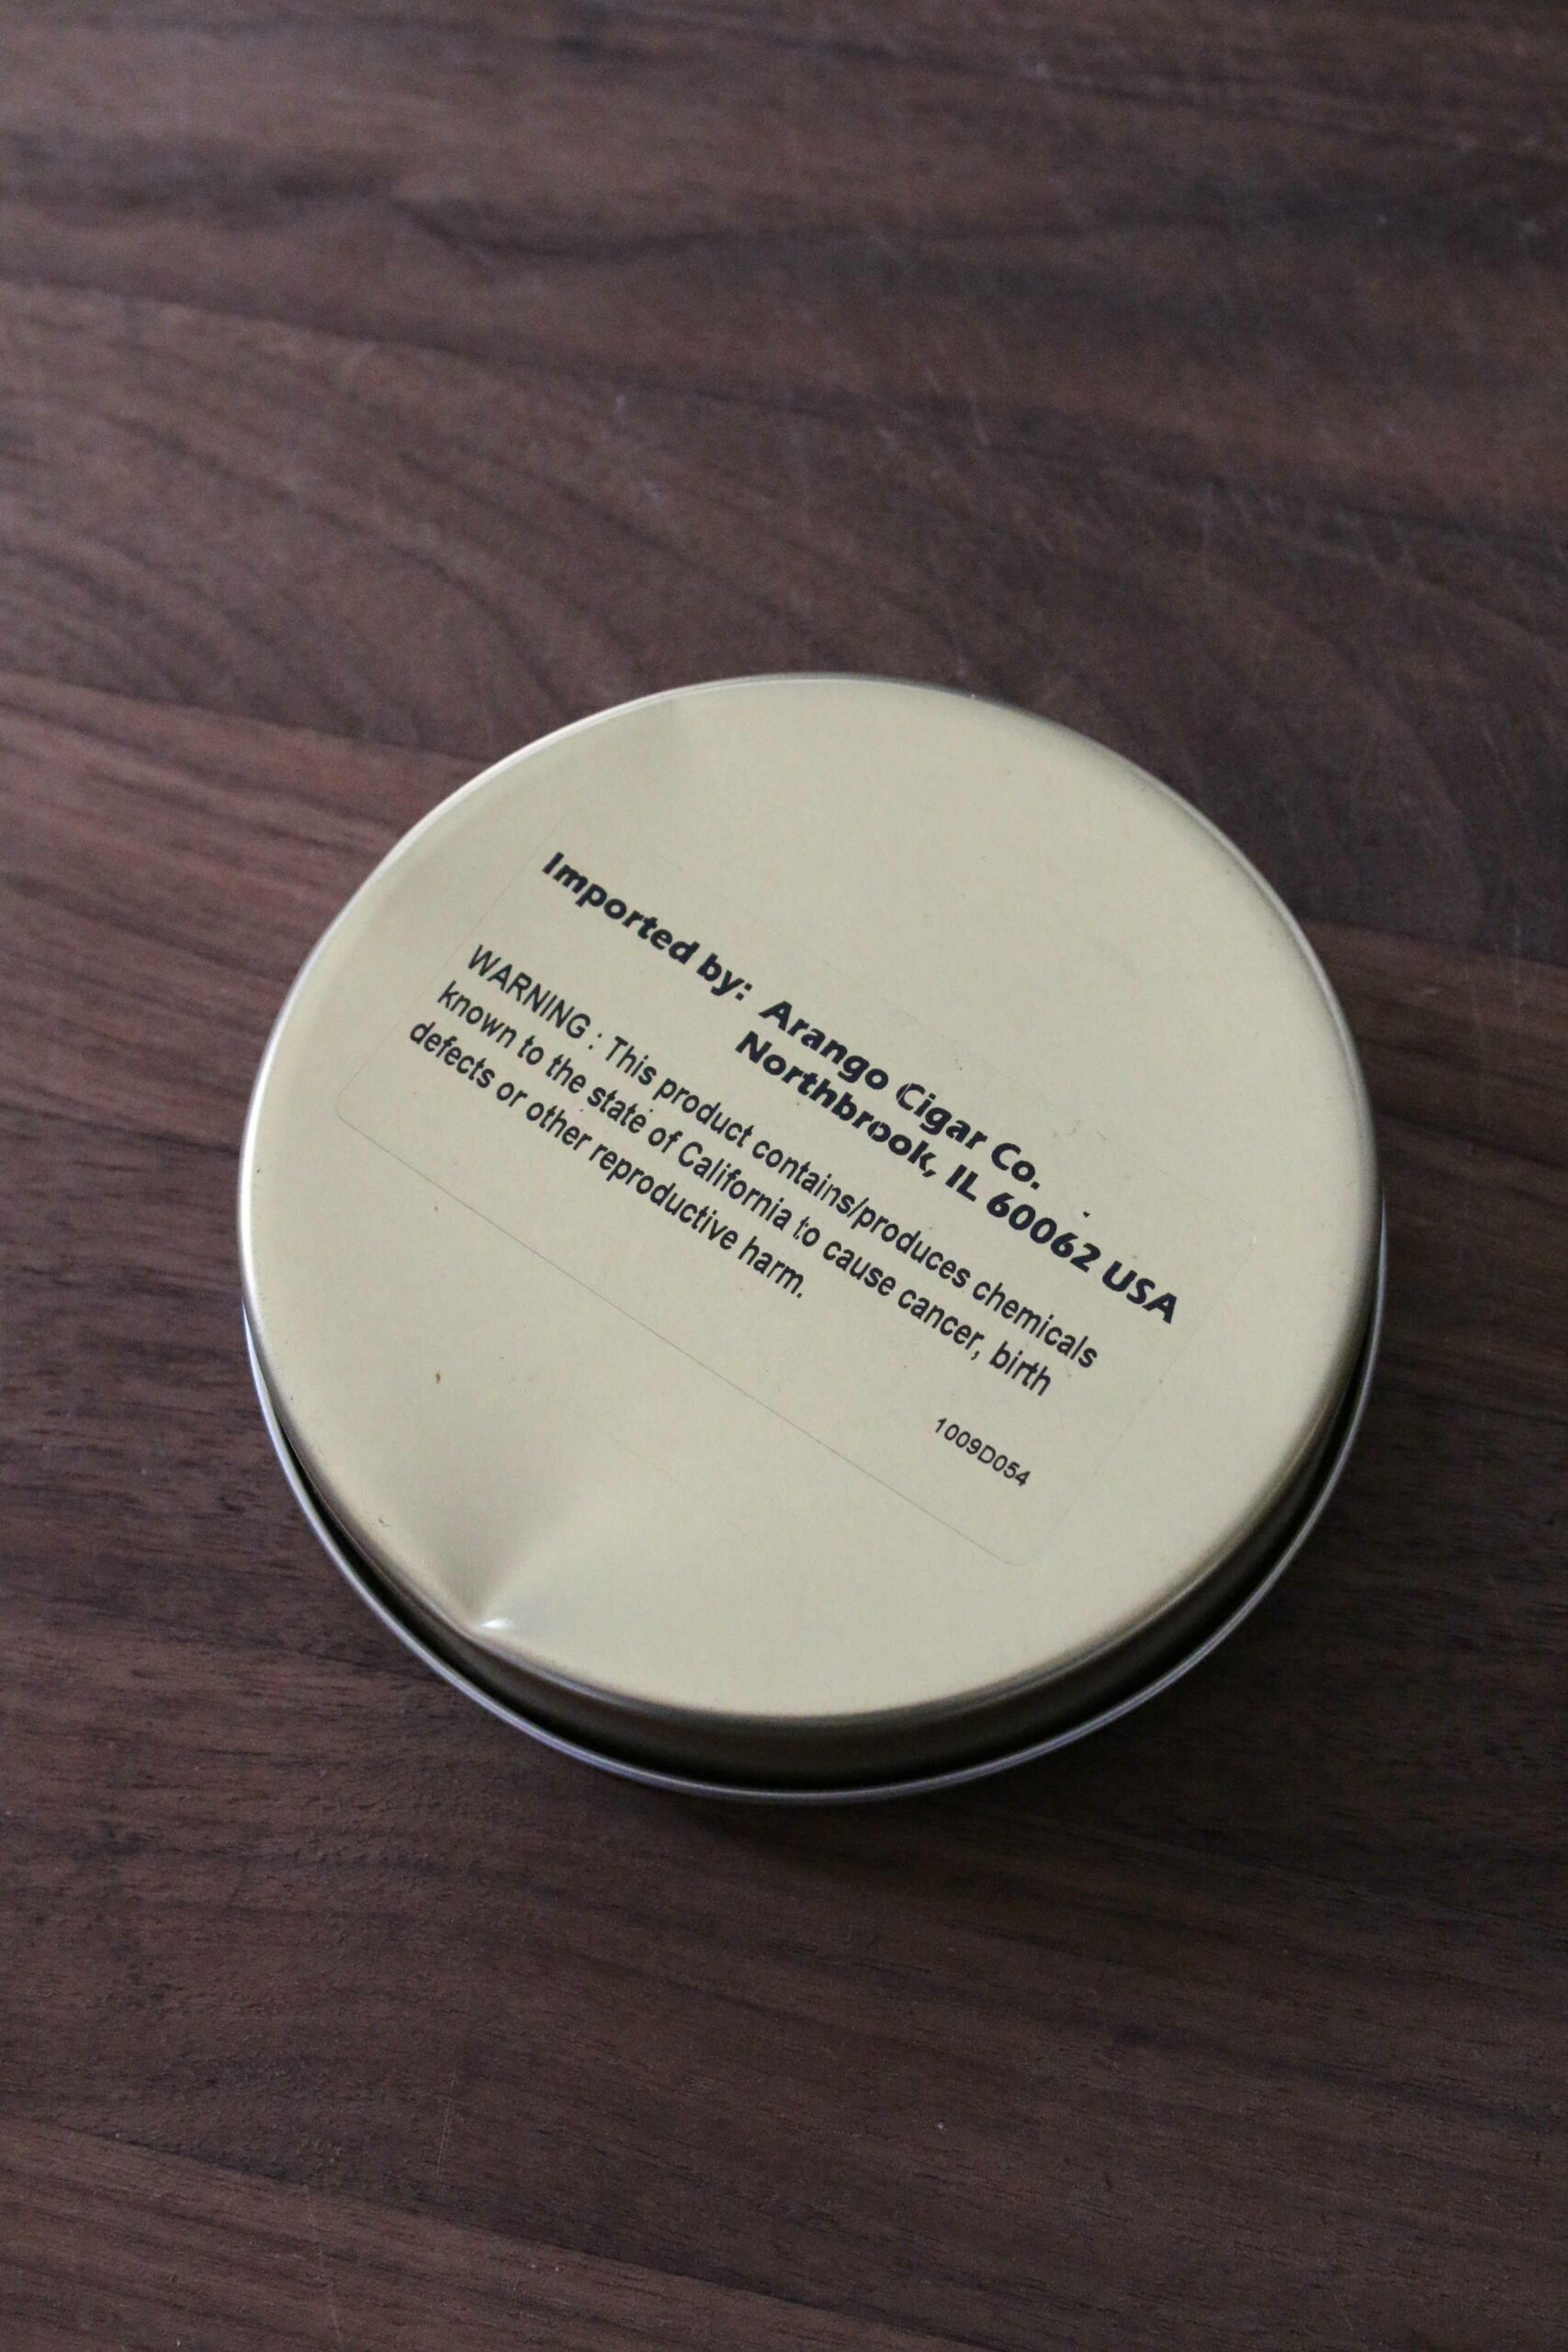 Imported by: Arango Cigar Co.
Northbrook, IL 60062 USA
WARNING : This product contains/produces chemicals
known to the state of California to cause cancer, birth
defects or other reproductive harm.
1009D054